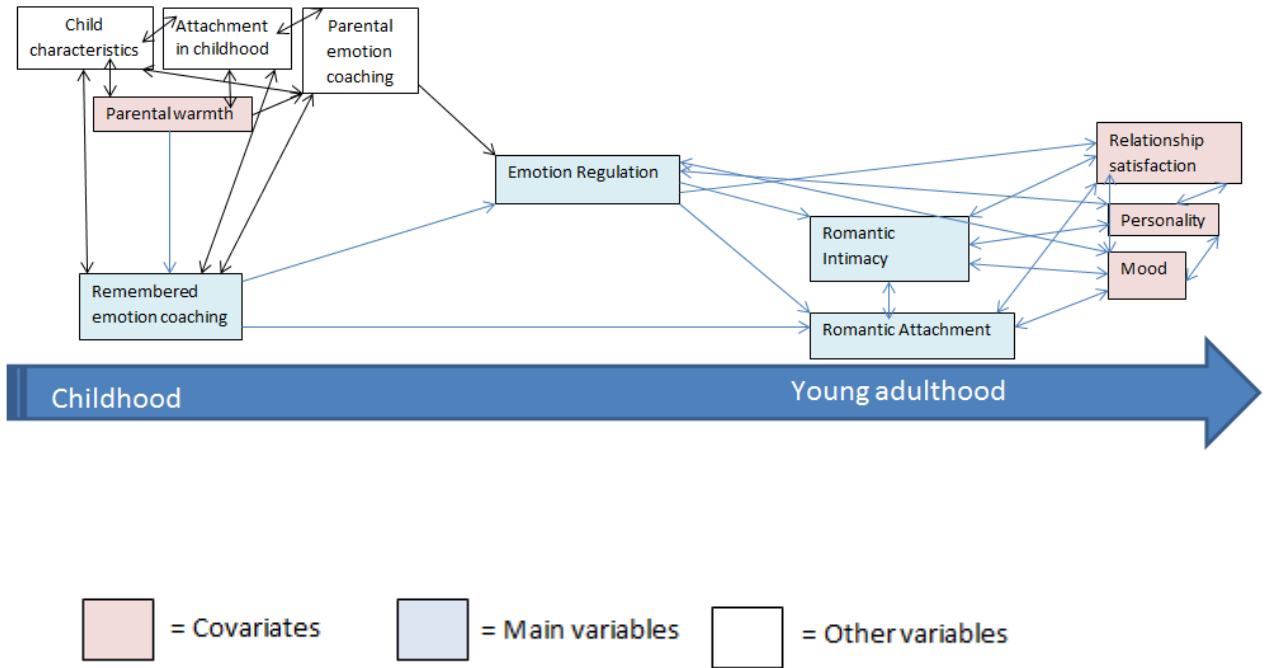 Child
characteristics
Attachment
in childhood
Parental
emotion
coaching
Parental warmth
Emotion Regulation
Relationship
satisfaction
Personality
Romantic
Intimacy
Mood
Remembered
emotion coaching
Romantic Attachment
Childhood
Young adulthood
= Covariates
= Main variables
= Other variables